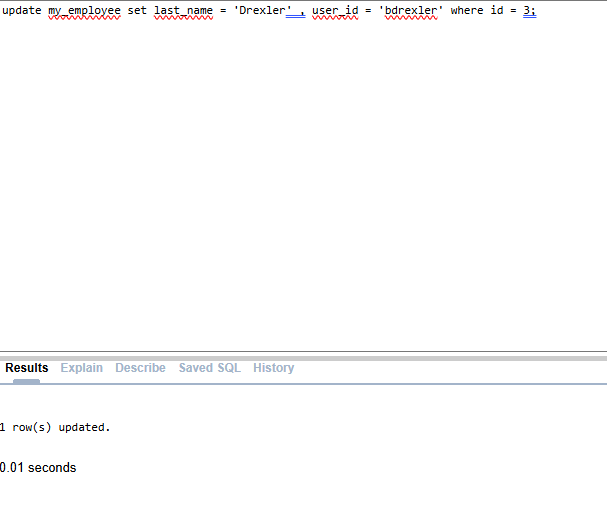 update my_employee set last_name = 'Drexler' , user_id = 'bdrexler' where id = 3;
Results Explain Describe Saved SQL History
1 row(s) updated.
0.01 seconds